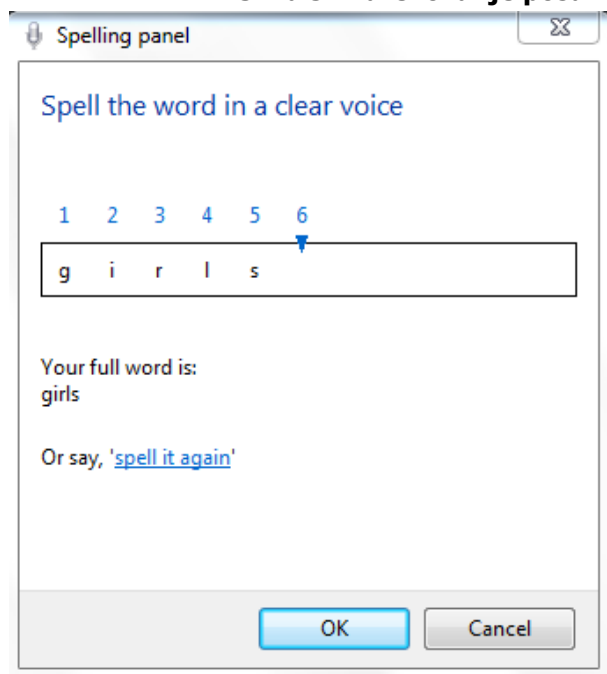 Spelling panel
Spell the word in a clear voice
1 2 3 4 5 6
g i r l s
Your full word is:
girls
Or say, 'spell it again'
OK Cancel